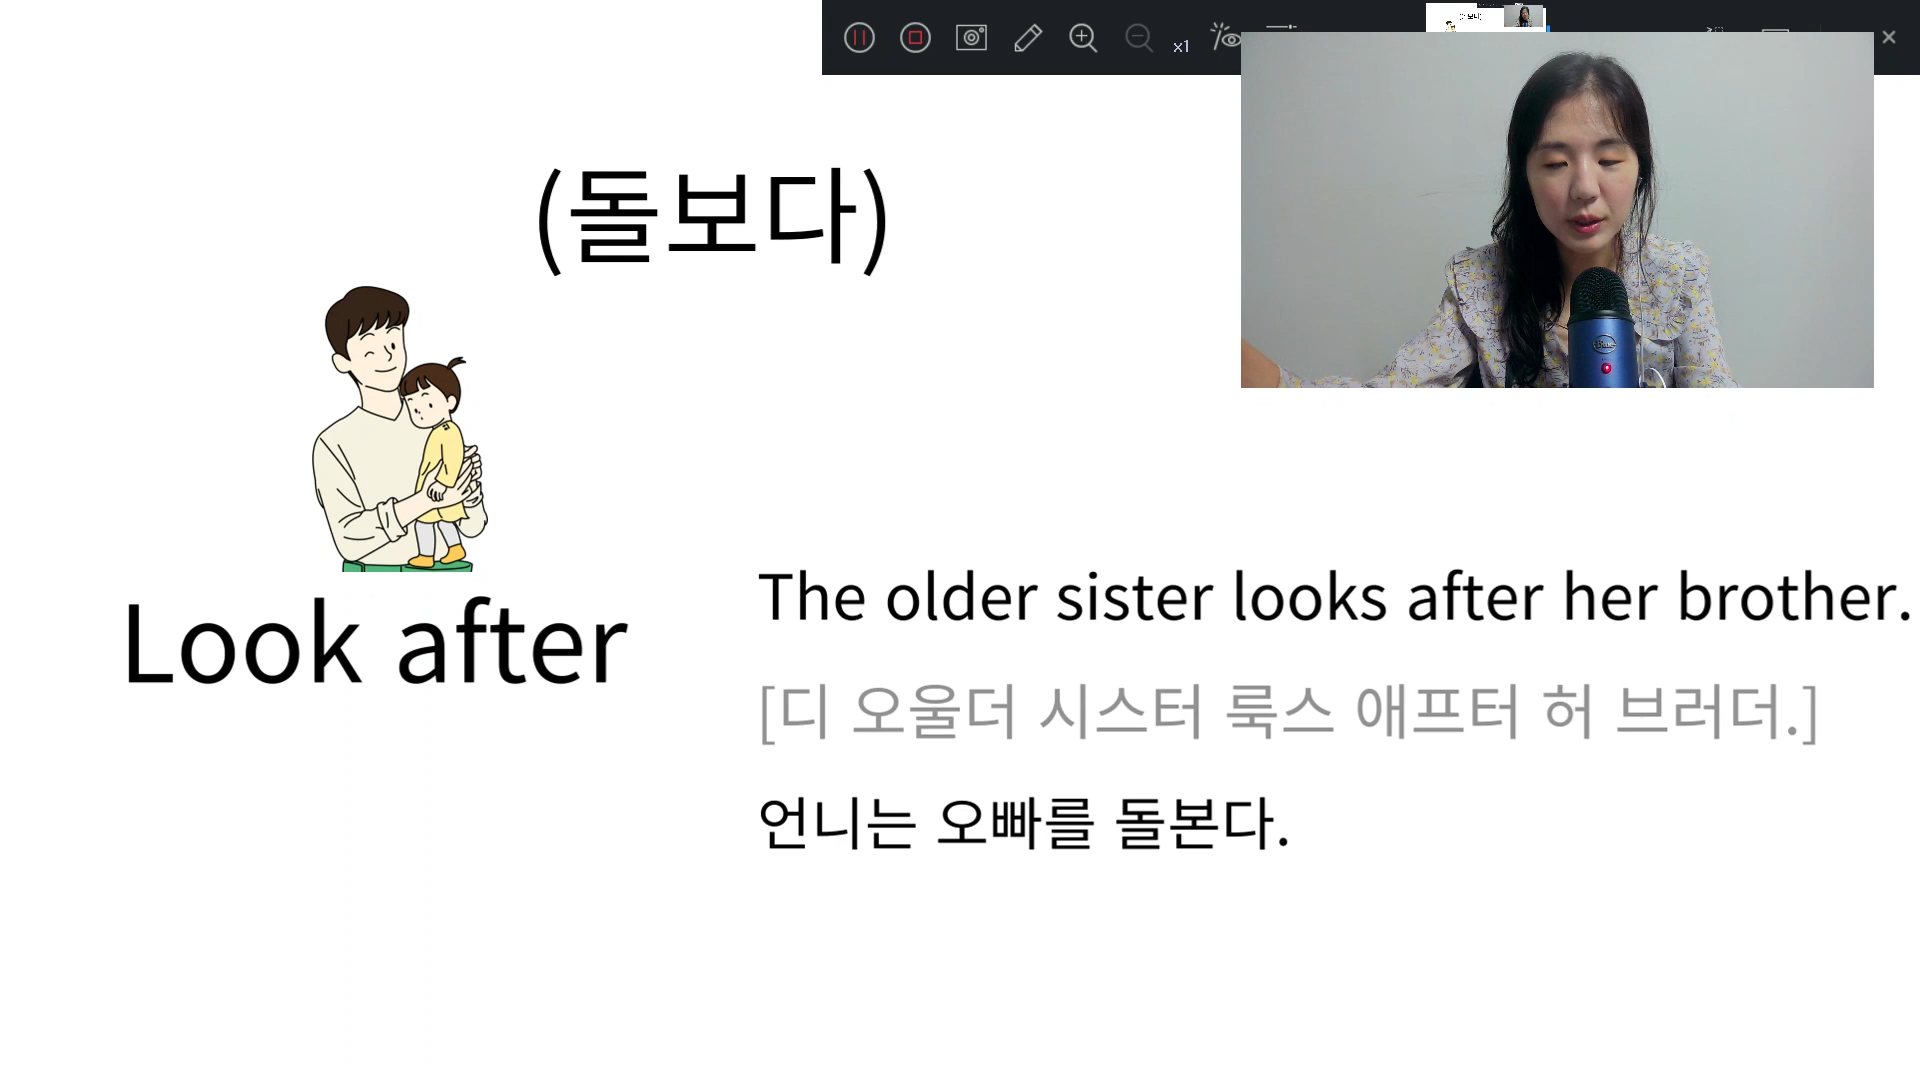 x1
(돌보다)
Look after
The older sister looks after her brother.
[디 오울더 시스터 룩스 애프터 허 브러더.]
언니는 오빠를 돌본다.